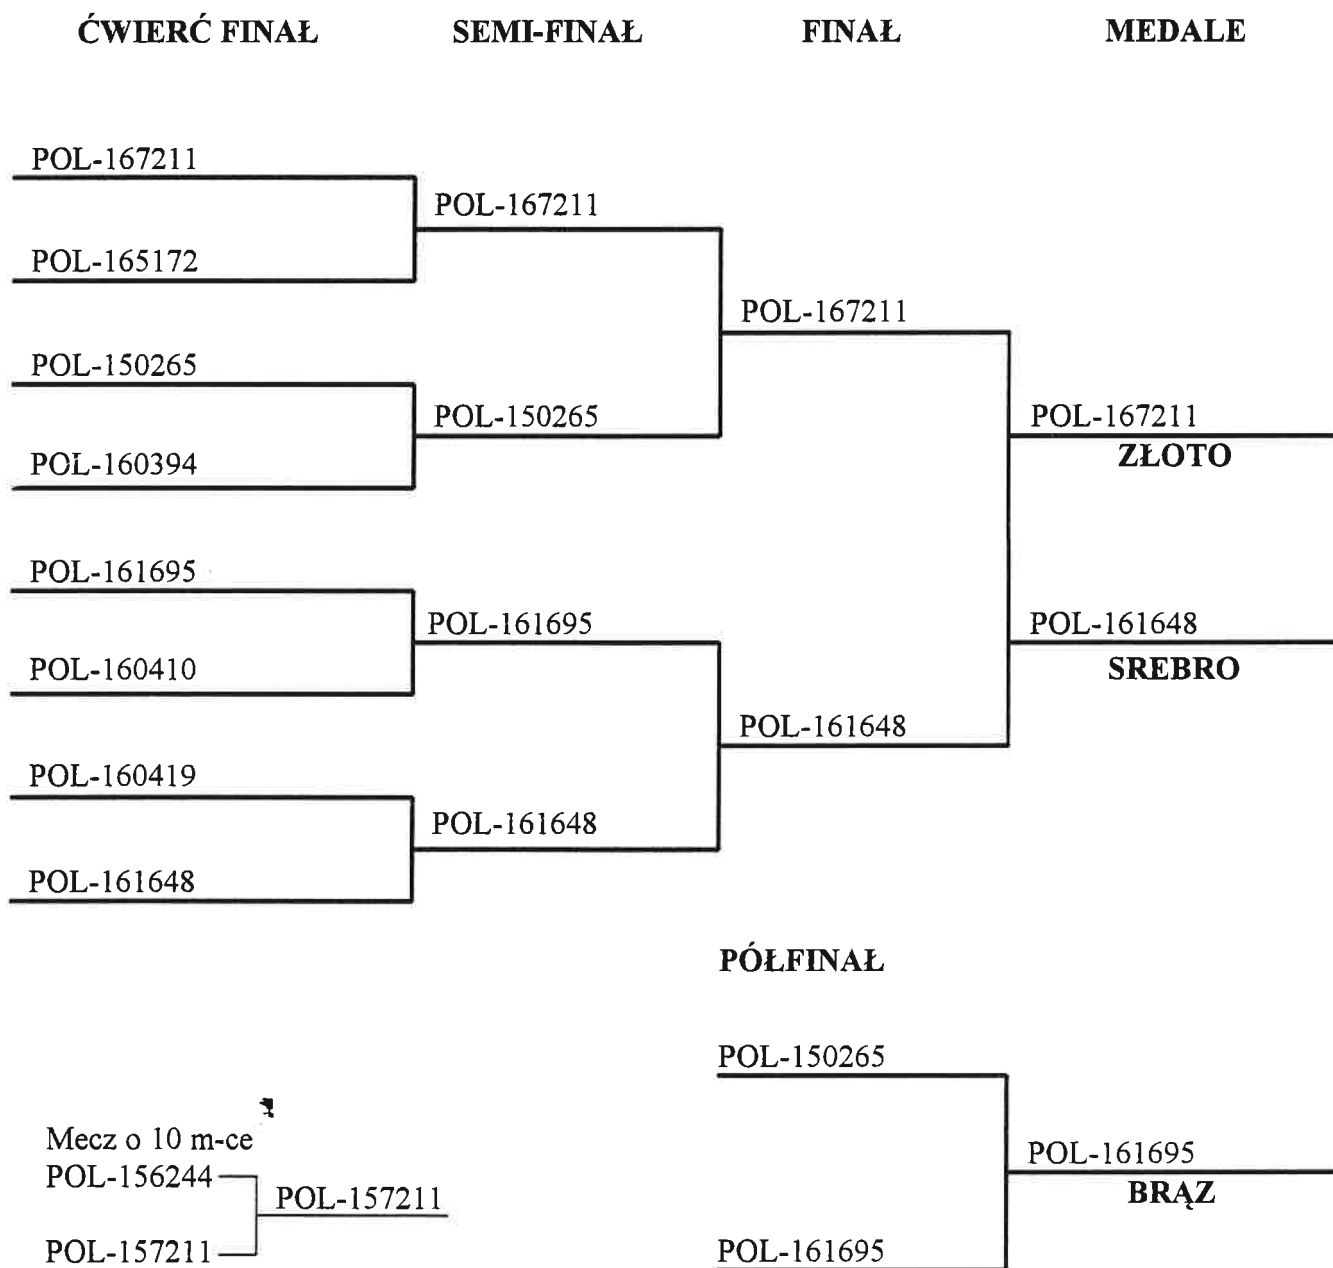 ĆWIERĆ FINAŁ SEMI-FINAŁ FINAŁ MEDALE
POL-167211
POL-167211
POL-165172
POL-167211
POL-150265
POL-150265
POL-167211
ZŁOTO
POL-160394
POL-161695
POL-161695
POL-161648
SREBRO
POL-160410
POL-161648
POL-160419
POL-161648
POL-161648
PÓŁFINAŁ
POL-150265
POL-161695
BRĄZ
POL-161695
Mecz o 10 m-ce
POL-156244
POL-157211
POL-157211